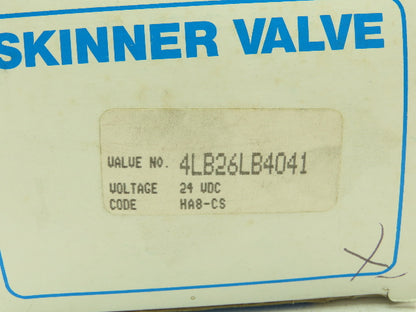 SKINNER VALVE
VALVE NO. 4LB26LB4041
VOLTAGE 24 VDC
CODE HA8-CS